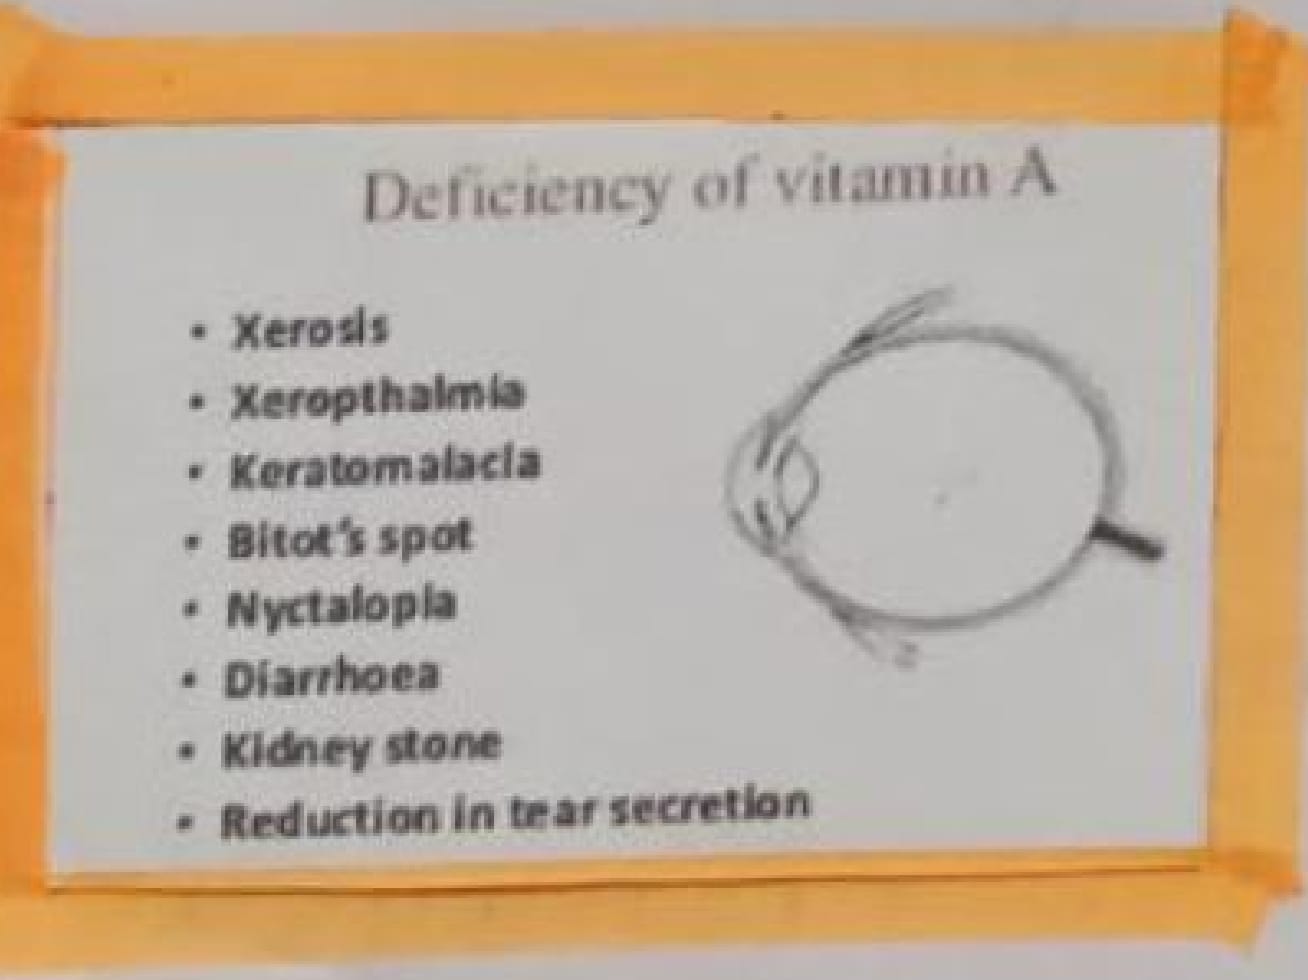 Deficiency of vitamin A
• Xerosis
• Xeropthalmia
• Keratomalacia
• Bitot's spot
• Nyctalopia
• Diarrhoea
• Kidney stone
• Reduction in tear secretion